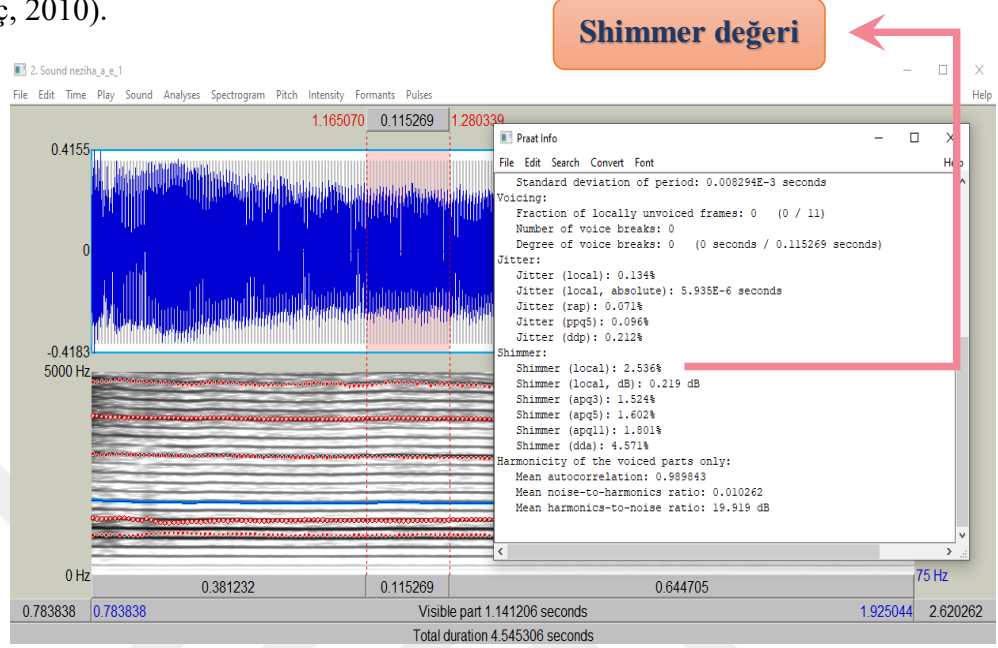 ç, 2010).
Shimmer değeri
2. Sound neziha_a_e_1
File Edit Time Play Sound Analyses Spectrogram Pitch Intensity Formants Pulses Help
1.165070 0.115269 1.280339
0.4155
0
-0.4183
5000 Hz
0 Hz
Praat Info
File Edit Search Convert Font
Standard deviation of period: 0.008294E-3 seconds
Voicing:
Fraction of locally unvoiced frames: 0 (0 / 11)
Number of voice breaks: 0
Degree of voice breaks: 0 (0 seconds / 0.115269 seconds)
Jitter:
Jitter (local): 0.134%
Jitter (local, absolute): 5.935E-6 seconds
Jitter (rap): 0.071%
Jitter (ppq5): 0.096%
Jitter (ddp): 0.212%
Shimmer:
Shimmer (local): 2.536%
Shimmer (local, dB): 0.219 dB
Shimmer (apq3): 1.524%
Shimmer (apq5): 1.602%
Shimmer (apq11): 1.801%
Shimmer (dda): 4.571%
Harmonicity of the voiced parts only:
Mean autocorrelation: 0.989843
Mean noise-to-harmonics ratio: 0.010262
Mean harmonics-to-noise ratio: 19.919 dB
75 Hz
0.381232 0.115269 0.644705
0.783838 0.783838 Visible part 1.141206 seconds 1.925044 2.620262
Total duration 4.545306 seconds